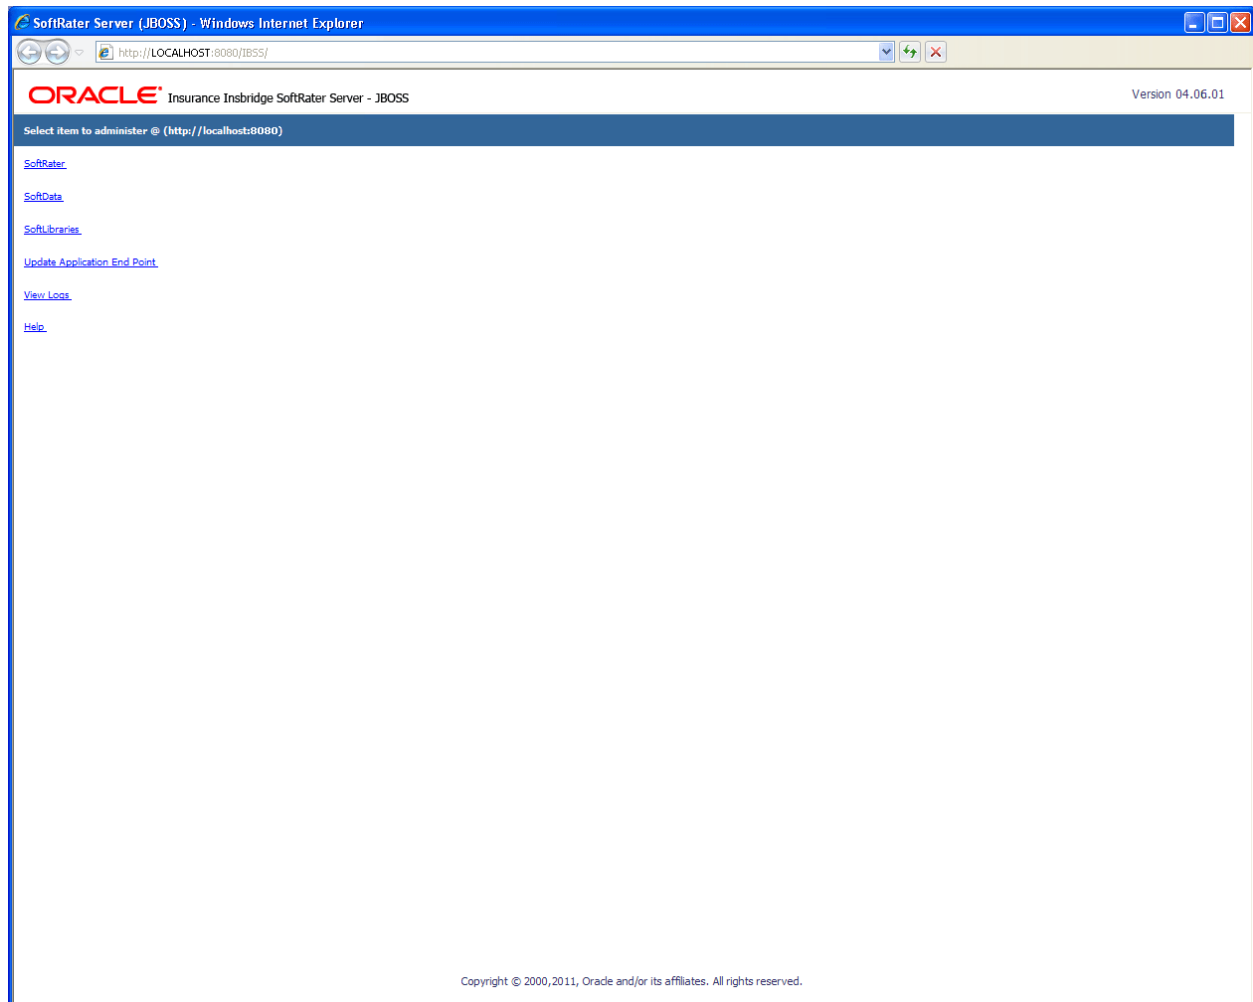 SoftRater Server (JBOSS) - Windows Internet Explorer
http://LOCALHOST:8080/IBSS/
ORACLE® Insurance Insbridge SoftRater Server - JBOSS
Version 04.06.01
Select item to administer @ (http://localhost:8080)
SoftRater
SoftData
SoftLibraries
Update Application End Point
View Logs
Help
Copyright © 2000,2011, Oracle and/or its affiliates. All rights reserved.